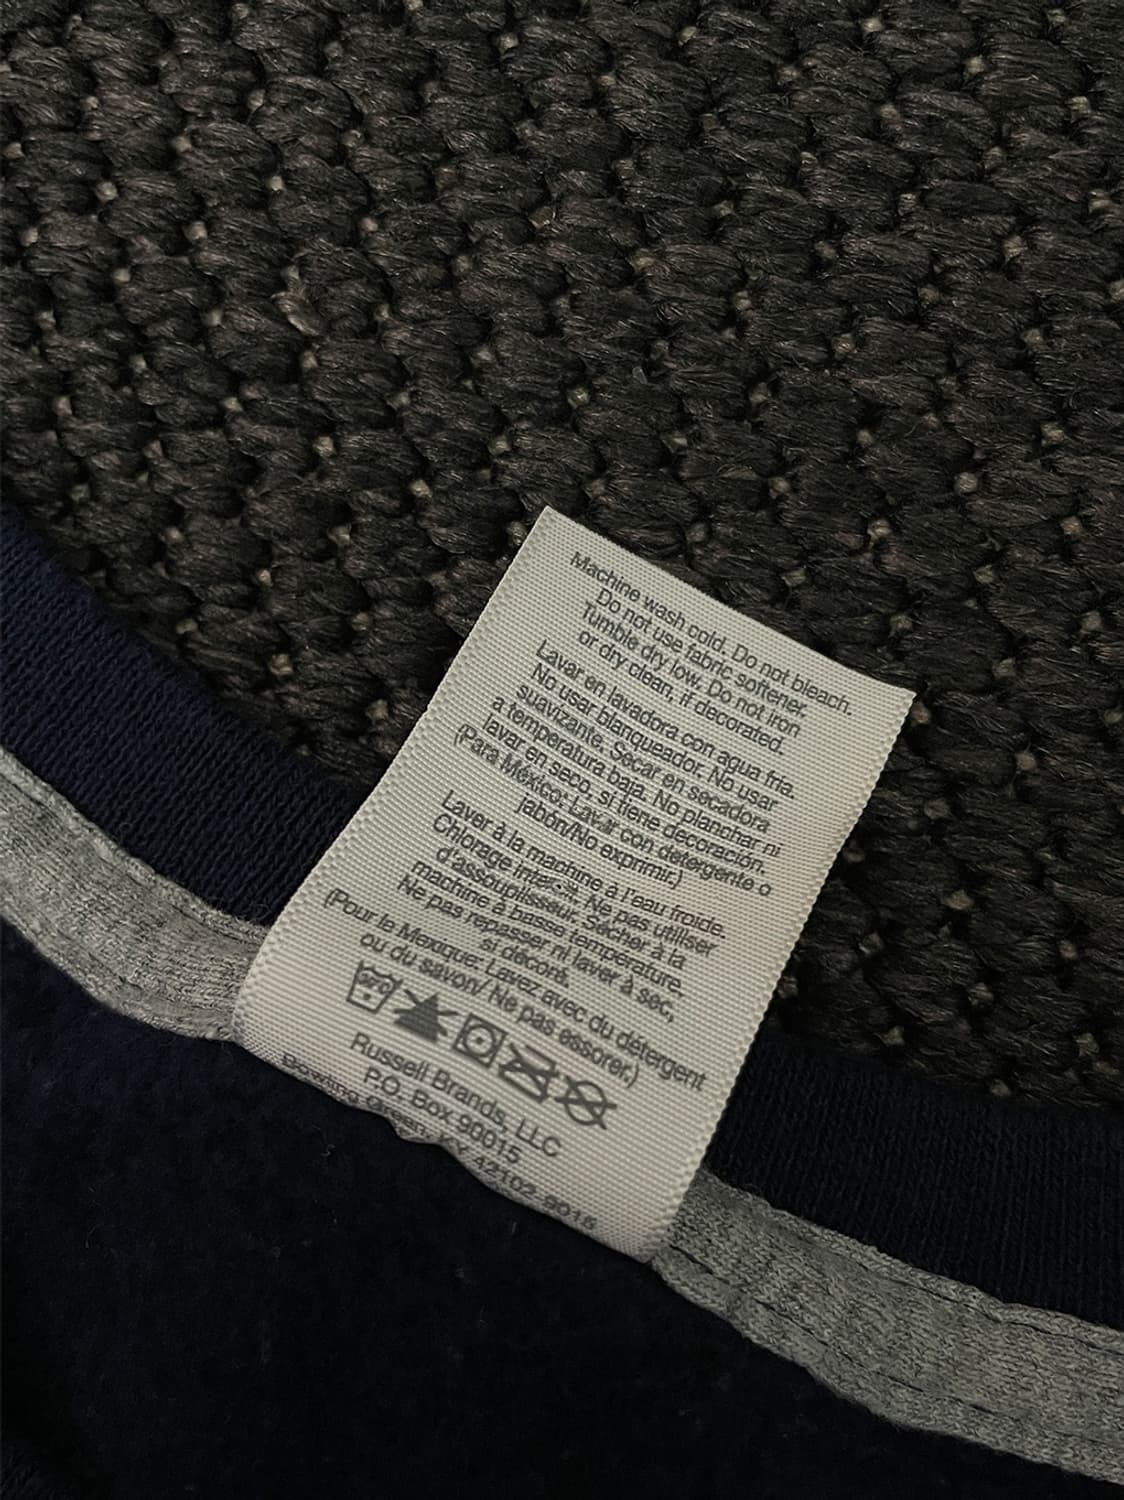 Machine wash cold. Do not bleach.
Do not use fabric softener.
Tumble dry low. Do not iron
or dry clean, if decorated.
Lavar en lavadora con agua fría.
No usar blanqueador. No usar
suavizante. Secar en secadora
a temperatura baja. No planchar ni
lavar en seco, si tiene decoración.
(Para México: Lavar con detergente o
jabón/No exprimir.)
Laver à la machine à l'eau froide.
Chlorage Ne pas utiliser
d'assouplisseur. Sécher à la
machine à basse température.
Ne pas repasser ni laver à sec,
si décoré.
(Pour le Mexique: Lavez avec du détergent
ou du savon/ Ne pas essorer.)
Russell Brands, LLC
P.O. Box 90015
Bowling Green, KY 42102-9015